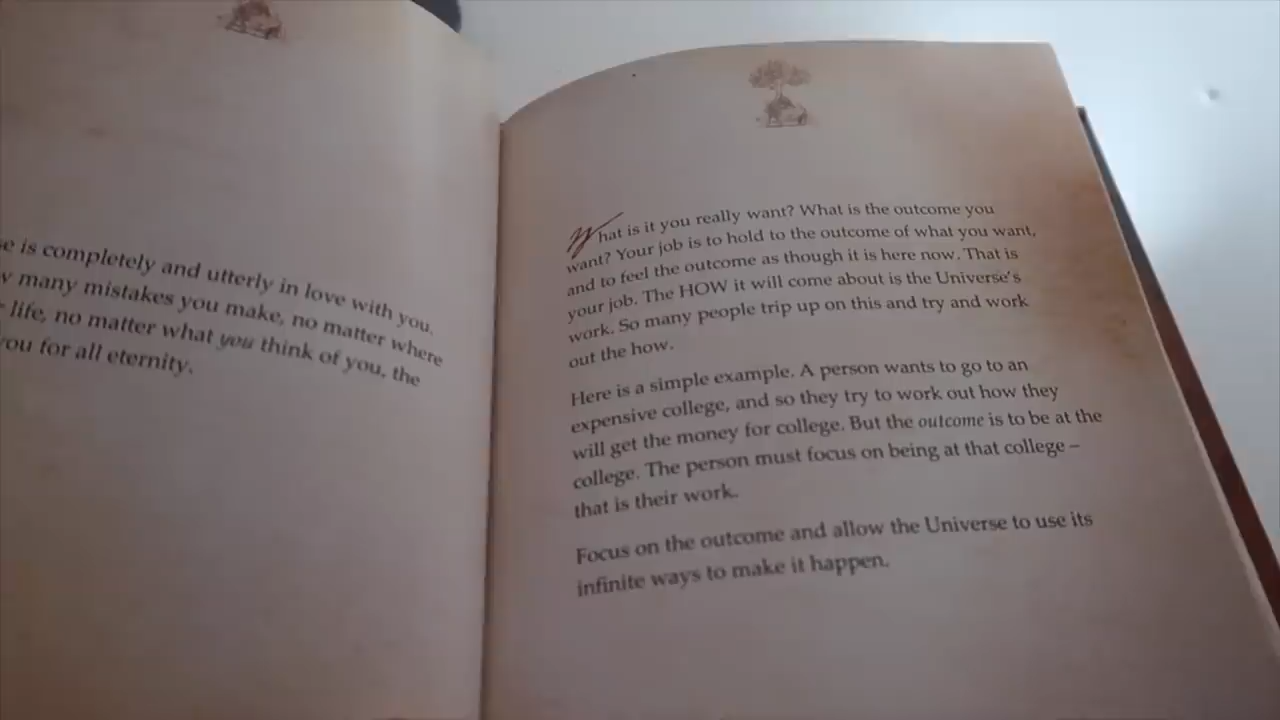 e is completely and utterly in love with you.
many mistakes you make, no matter where
life, no matter what you think of you, the
you for all eternity.
What is it you really want? What is the outcome you
want? Your job is to hold to the outcome of what you want,
and to feel the outcome as though it is here now. That is
your job. The HOW it will come about is the Universe's
work. So many people trip up on this and try and work
out the how.
Here is a simple example. A person wants to go to an
expensive college, and so they try to work out how they
will get the money for college. But the outcome is to be at the
college. The person must focus on being at that college –
that is their work.
Focus on the outcome and allow the Universe to use its
infinite ways to make it happen.